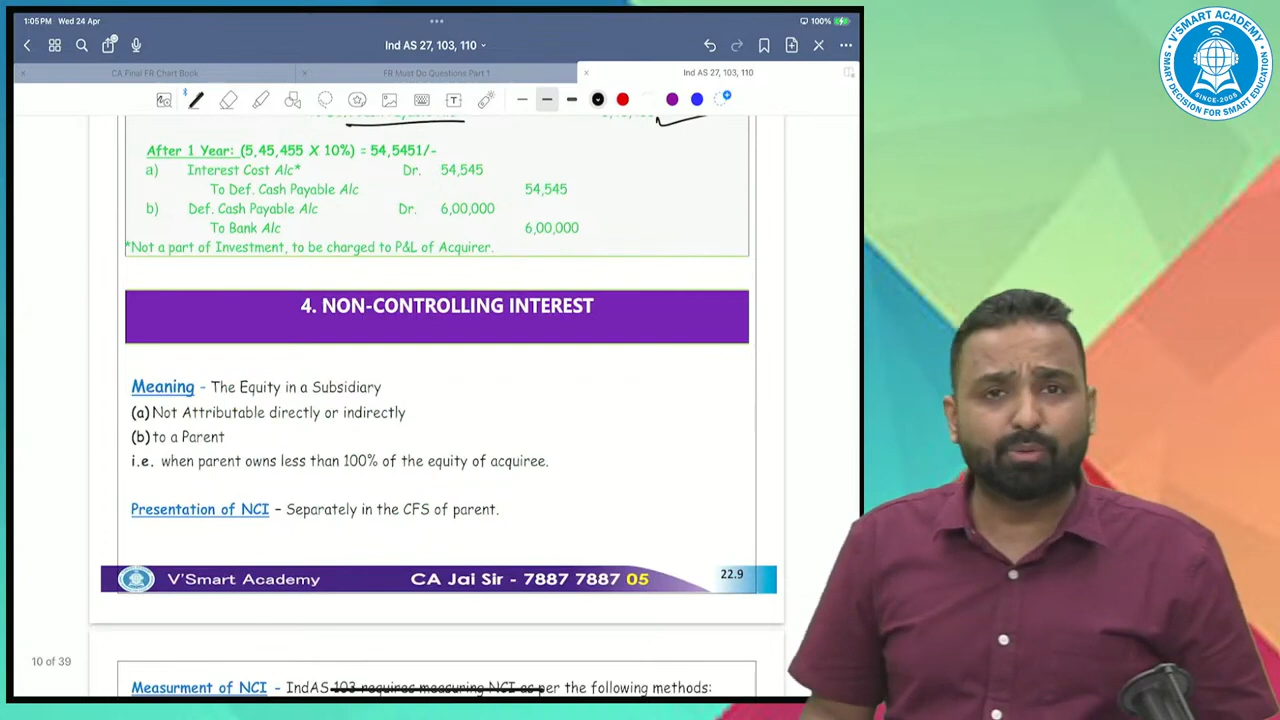 1:05 PM Wed 24 Apr
100%
Ind AS 27, 103, 110
CA Final FR Chart Book
FR Must Do Questions Part 1
Ind AS 27, 103, 110
After 1 Year: (5,45,455 X 10%) = 54,5451/-
a) Interest Cost A/c* Dr. 54,545
To Def. Cash Payable A/c 54,545
b) Def. Cash Payable A/c Dr. 6,00,000
To Bank A/c 6,00,000
*Not a part of Investment, to be charged to P&L of Acquirer.
4. NON-CONTROLLING INTEREST
Meaning - The Equity in a Subsidiary
(a) Not Attributable directly or indirectly
(b) to a Parent
i.e. when parent owns less than 100% of the equity of acquiree.
Presentation of NCI – Separately in the CFS of parent.
V'Smart Academy CA Jai Sir - 7887 7887 05 22.9
10 of 39
Measurment of NCI - IndAS 103 requires measuring NCI as per the following methods:
V'SMART ACADEMY
SINCE-2005
SMART DECISION FOR SMART EDUCATION